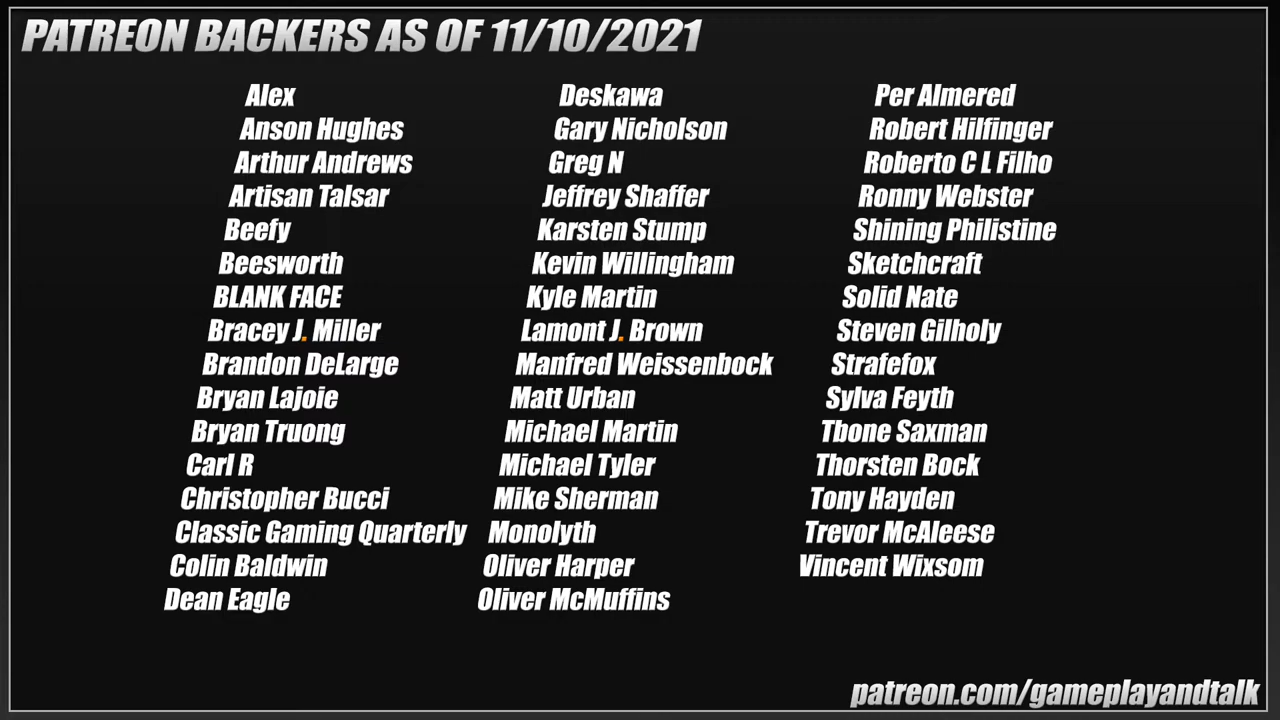 PATREON BACKERS AS OF 11/10/2021
Alex
Anson Hughes
Arthur Andrews
Artisan Talsar
Beefy
Beesworth
BLANK FACE
Bracey J. Miller
Brandon DeLarge
Bryan Lajoie
Bryan Truong
Carl R
Christopher Bucci
Classic Gaming Quarterly
Colin Baldwin
Dean Eagle
Deskawa
Gary Nicholson
Greg N
Jeffrey Shaffer
Karsten Stump
Kevin Willingham
Kyle Martin
Lamont J. Brown
Manfred Weissenbock
Matt Urban
Michael Martin
Michael Tyler
Mike Sherman
Monolyth
Oliver Harper
Oliver McMuffins
Per Almered
Robert Hilfinger
Roberto C L Filho
Ronny Webster
Shining Philistine
Sketchcraft
Solid Nate
Steven Gilholy
Strafefox
Sylva Feyth
Tbone Saxman
Thorsten Bock
Tony Hayden
Trevor McAleese
Vincent Wixsom
patreon.com/gameplayandtalk